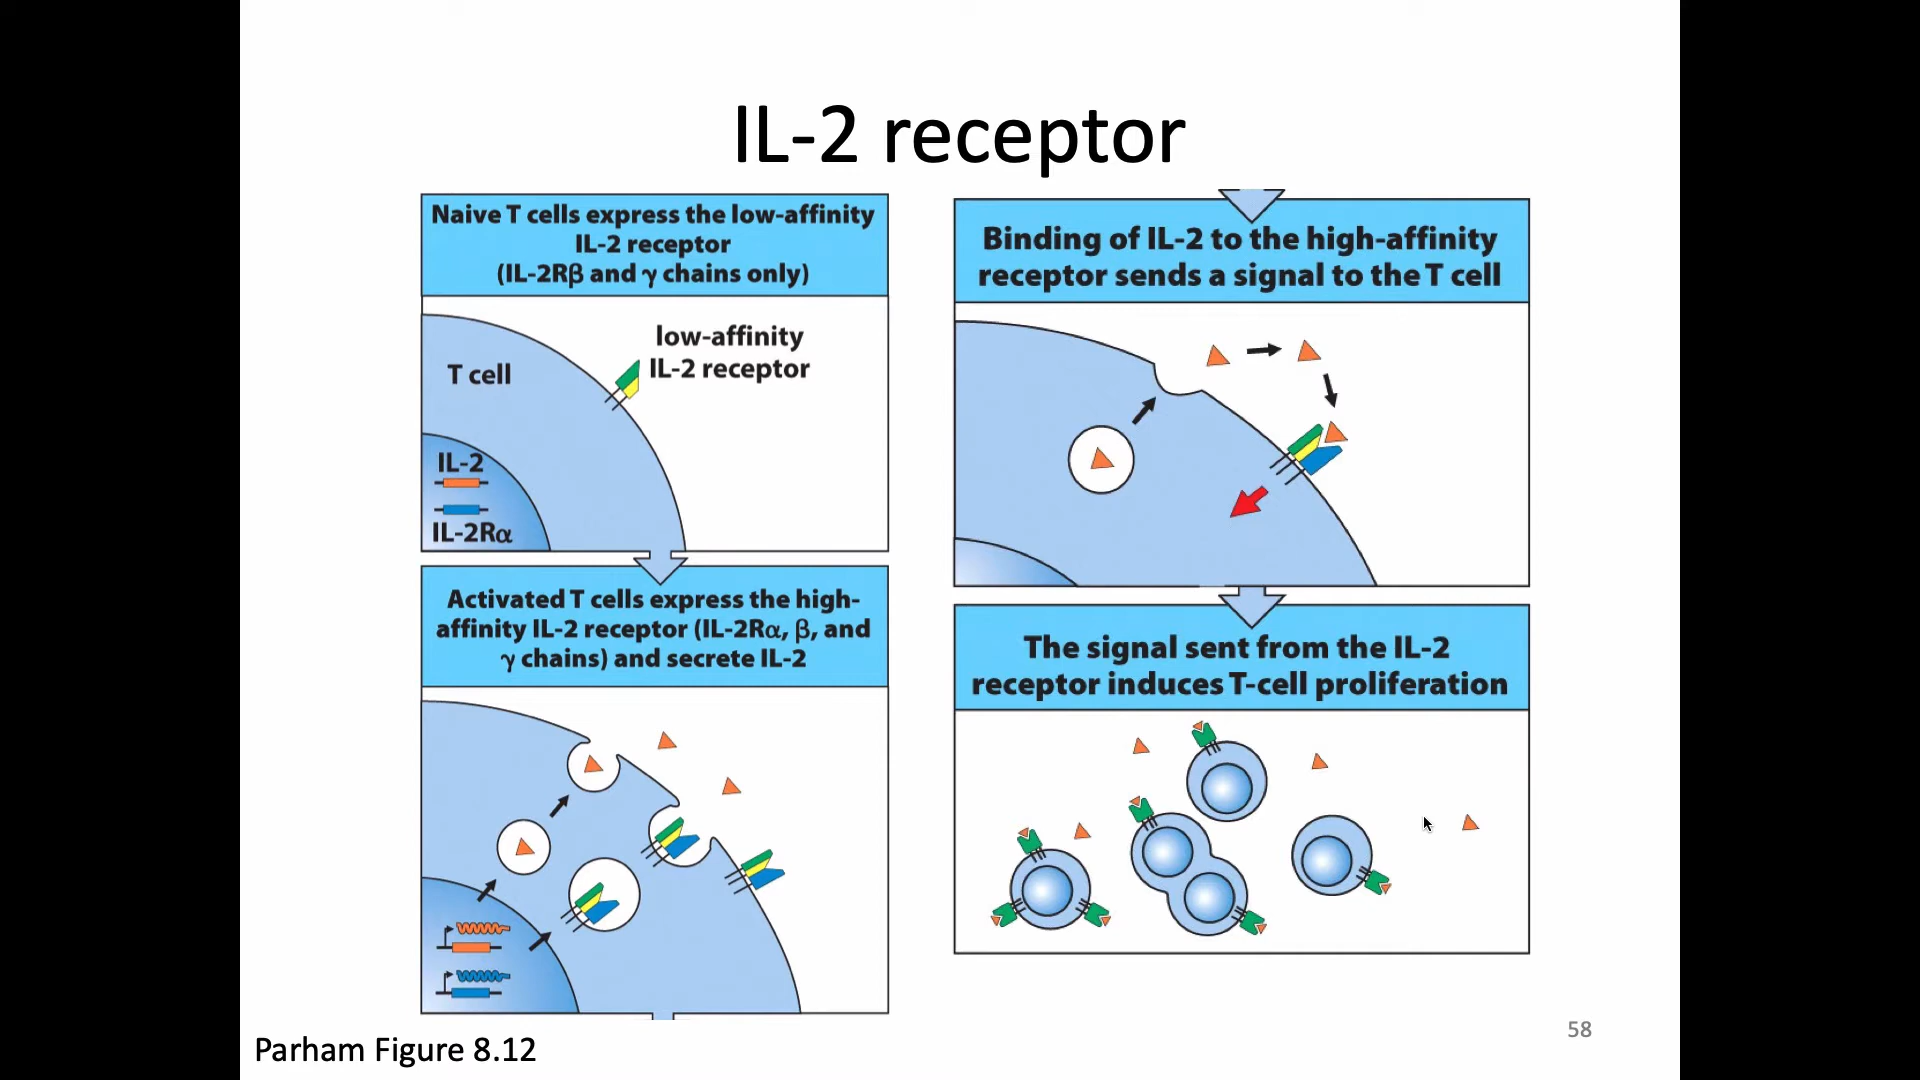 IL-2 receptor
Naive T cells express the low-affinity
IL-2 receptor
(IL-2Rβ and γ chains only)
low-affinity
IL-2 receptor
T cell
IL-2
IL-2Rα
Activated T cells express the high-
affinity IL-2 receptor (IL-2Rα, β, and
γ chains) and secrete IL-2
Binding of IL-2 to the high-affinity
receptor sends a signal to the T cell
The signal sent from the IL-2
receptor induces T-cell proliferation
Parham Figure 8.12
58